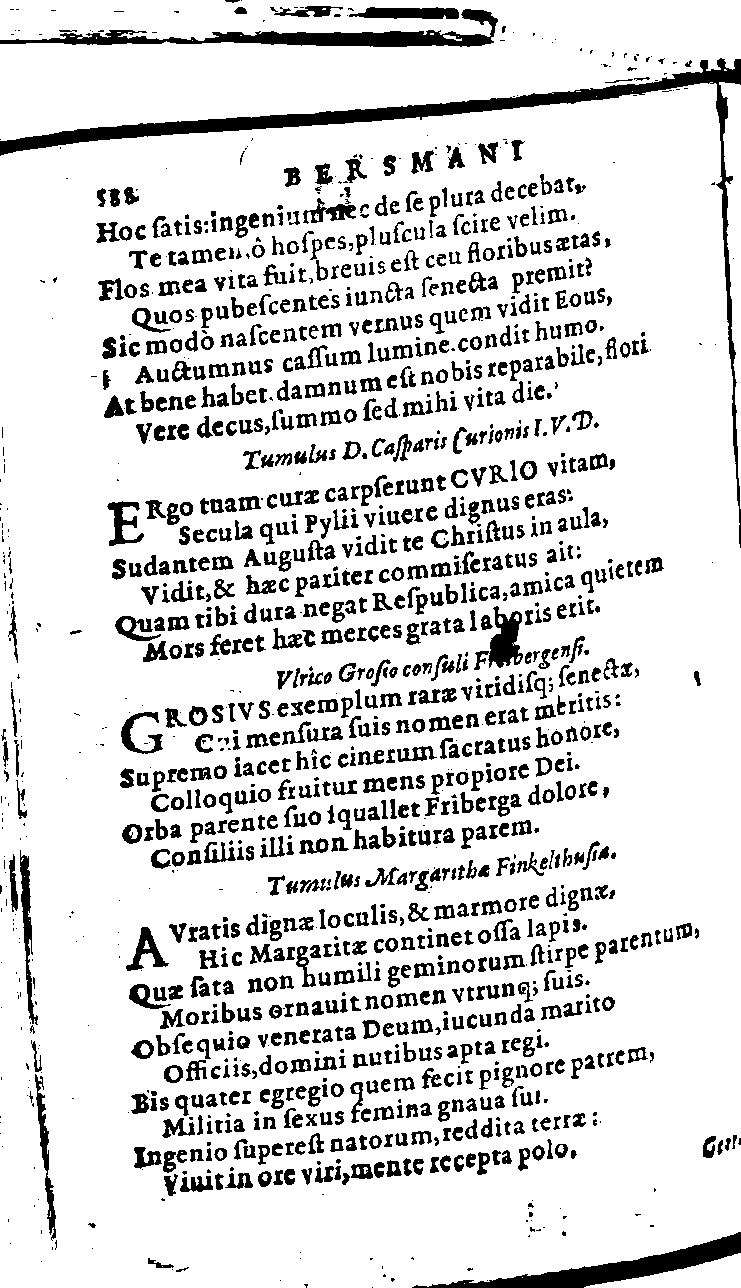 588 BERSMANI
Hoc ſatis: ingenium nec de ſe plura decebat,
Te tamen, ô hoſpes, pluſcula ſcire velim.
Flos mea vita fuit, breuis eſt ceu floribus ætas,
Quos pubeſcentes iuncta ſenecta premit?
Sic modò naſcentem vernus quem vidit Eous,
Auctumnus caſſum lumine condit humo.
At bene habet. damnum eſt nobis reparabile, flori
Vere decus, ſummo ſed mihi vita die.
Tumulus D. Caſparis Curionis I. V. D.
ERgo tuam curæ carpſerunt CVRIO vitam,
Secula qui Pylii viuere dignus eras:
Sudantem Auguſta vidit te Chriſtus in aula,
Vidit, & hæc pariter commiſeratus ait:
Quam tibi dura negat Reſpublica, amica quietem
Mors feret hæc merces grata laboris erit.
Vlrico Groſio conſuli Fribergenſi.
GROSIVS exemplum raræ viridiſq; ſenectæ,
Cui menſura ſuis nomen erat meritis:
Supremo iacet hîc cinerum ſacratus honore,
Colloquio fruitur mens propiore Dei.
Orba parente ſuo ſquallet Friberga dolore,
Conſiliis illi non habitura parem.
Tumulus Margarithæ Finkelthuſiæ.
AVratis dignæ loculis, & marmore dignæ,
Hic Margaritæ continet oſſa lapis.
Quæ ſata non humili geminorum ſtirpe parentum,
Moribus ornauit nomen vtrunq; ſuis.
Obſequio venerata Deum, iucunda marito
Officiis, domini nutibus apta regi.
Bis quater egregio quem fecit pignore patrem,
Militia in ſexus femina gnaua ſui.
Ingenio ſupereſt natorum, reddita terræ:
Viuit in ore viri, mente recepta polo.